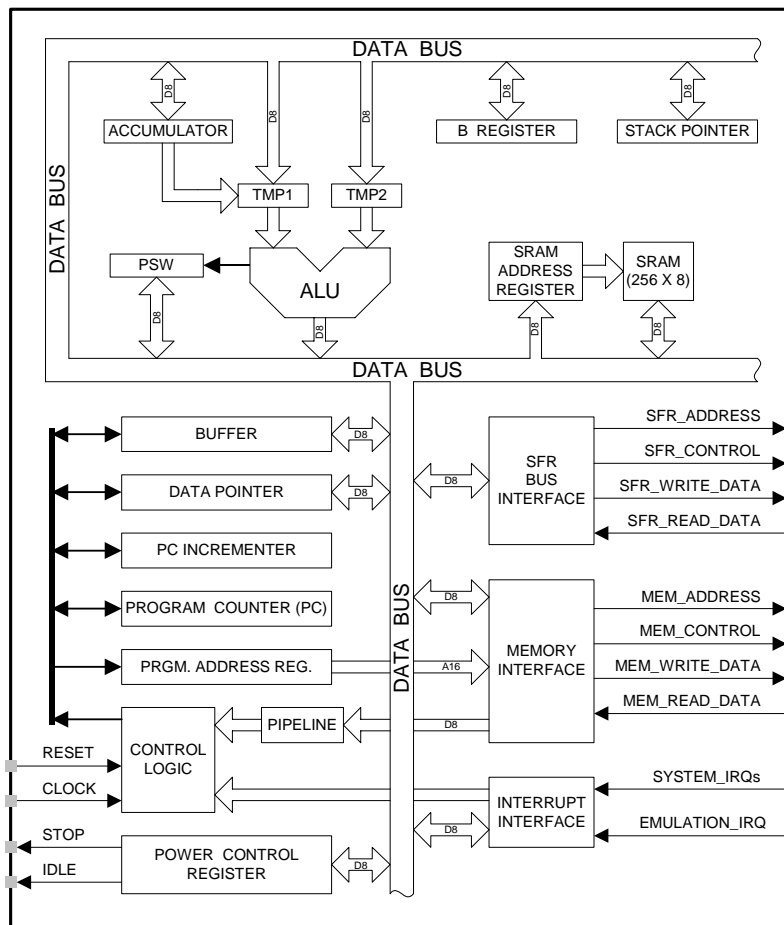 DATA BUS
D8
D8
D8
D8
D8
ACCUMULATOR
B REGISTER
STACK POINTER
DATA BUS
TMP1
TMP2
PSW
ALU
SRAM
ADDRESS
REGISTER
SRAM
(256 X 8)
D8
D8
D8
D8
DATA BUS
BUFFER
D8
DATA POINTER
D8
PC INCREMENTER
PROGRAM COUNTER (PC)
PRGM. ADDRESS REG.
A16
DATA BUS
D8
SFR
BUS
INTERFACE
SFR_ADDRESS
SFR_CONTROL
SFR_WRITE_DATA
SFR_READ_DATA
D8
MEMORY
INTERFACE
MEM_ADDRESS
MEM_CONTROL
MEM_WRITE_DATA
MEM_READ_DATA
CONTROL
LOGIC
PIPELINE
D8
RESET
CLOCK
INTERRUPT
INTERFACE
SYSTEM_IRQs
EMULATION_IRQ
D8
STOP
IDLE
POWER CONTROL
REGISTER
D8